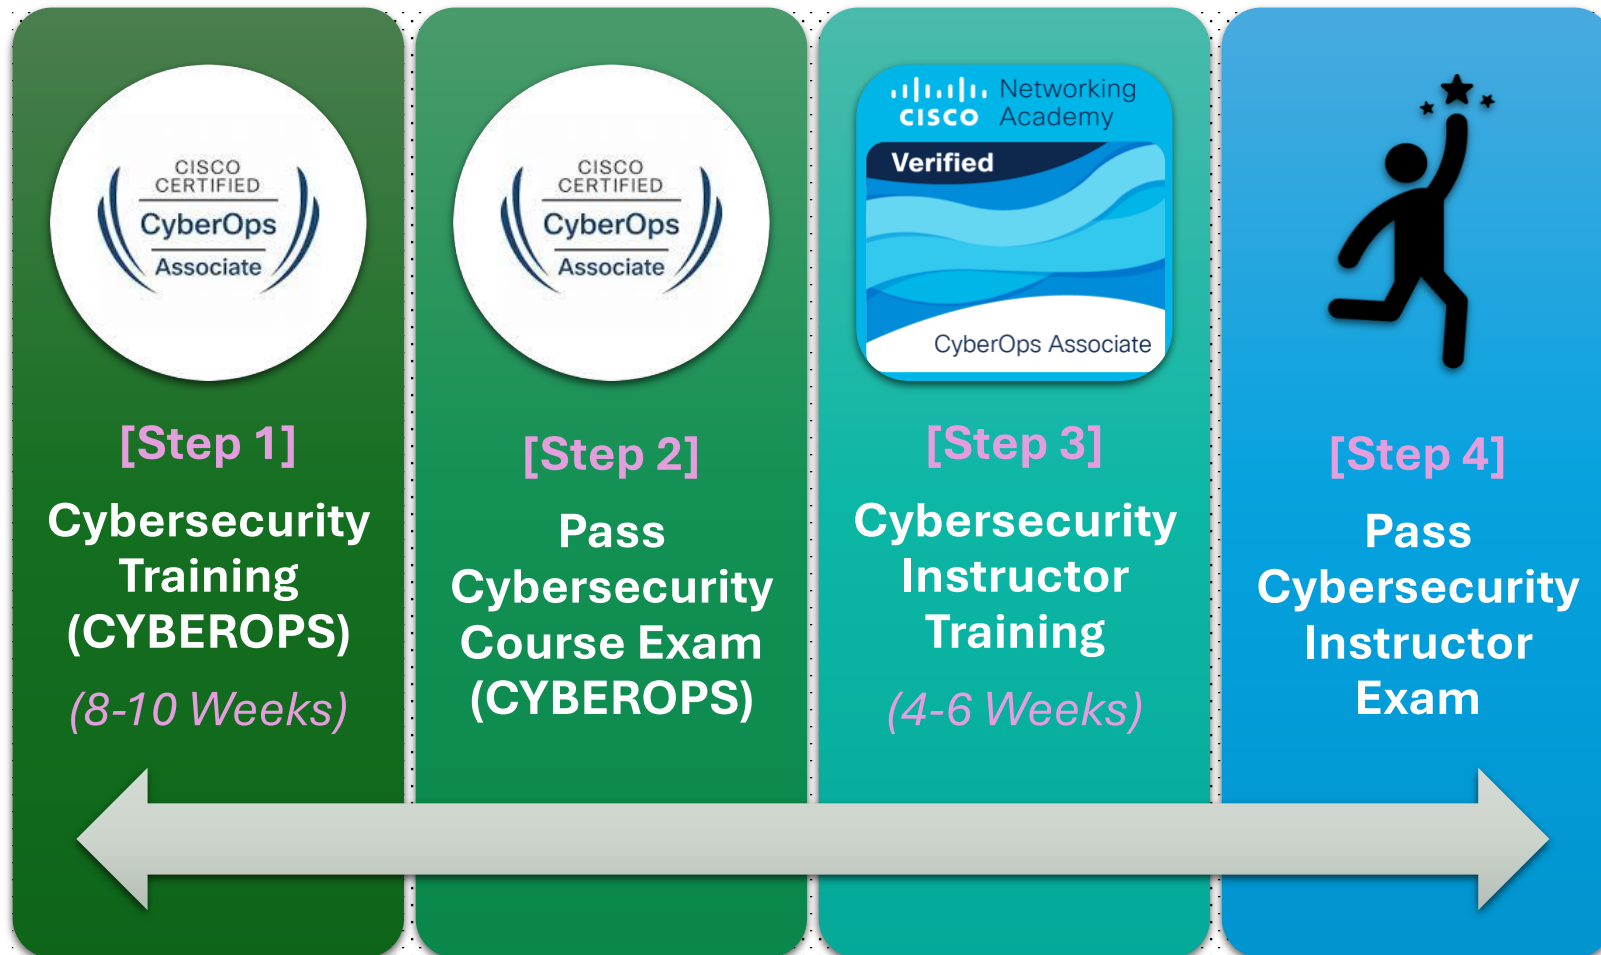 CISCO
CERTIFIED
CyberOps
Associate
[Step 1]
Cybersecurity
Training
(CYBEROPS)
(8-10 Weeks)
CISCO
CERTIFIED
CyberOps
Associate
[Step 2]
Pass
Cybersecurity
Course Exam
(CYBEROPS)
CISCO
Networking
Academy
Verified
CyberOps Associate
[Step 3]
Cybersecurity
Instructor
Training
(4-6 Weeks)
[Step 4]
Pass
Cybersecurity
Instructor
Exam